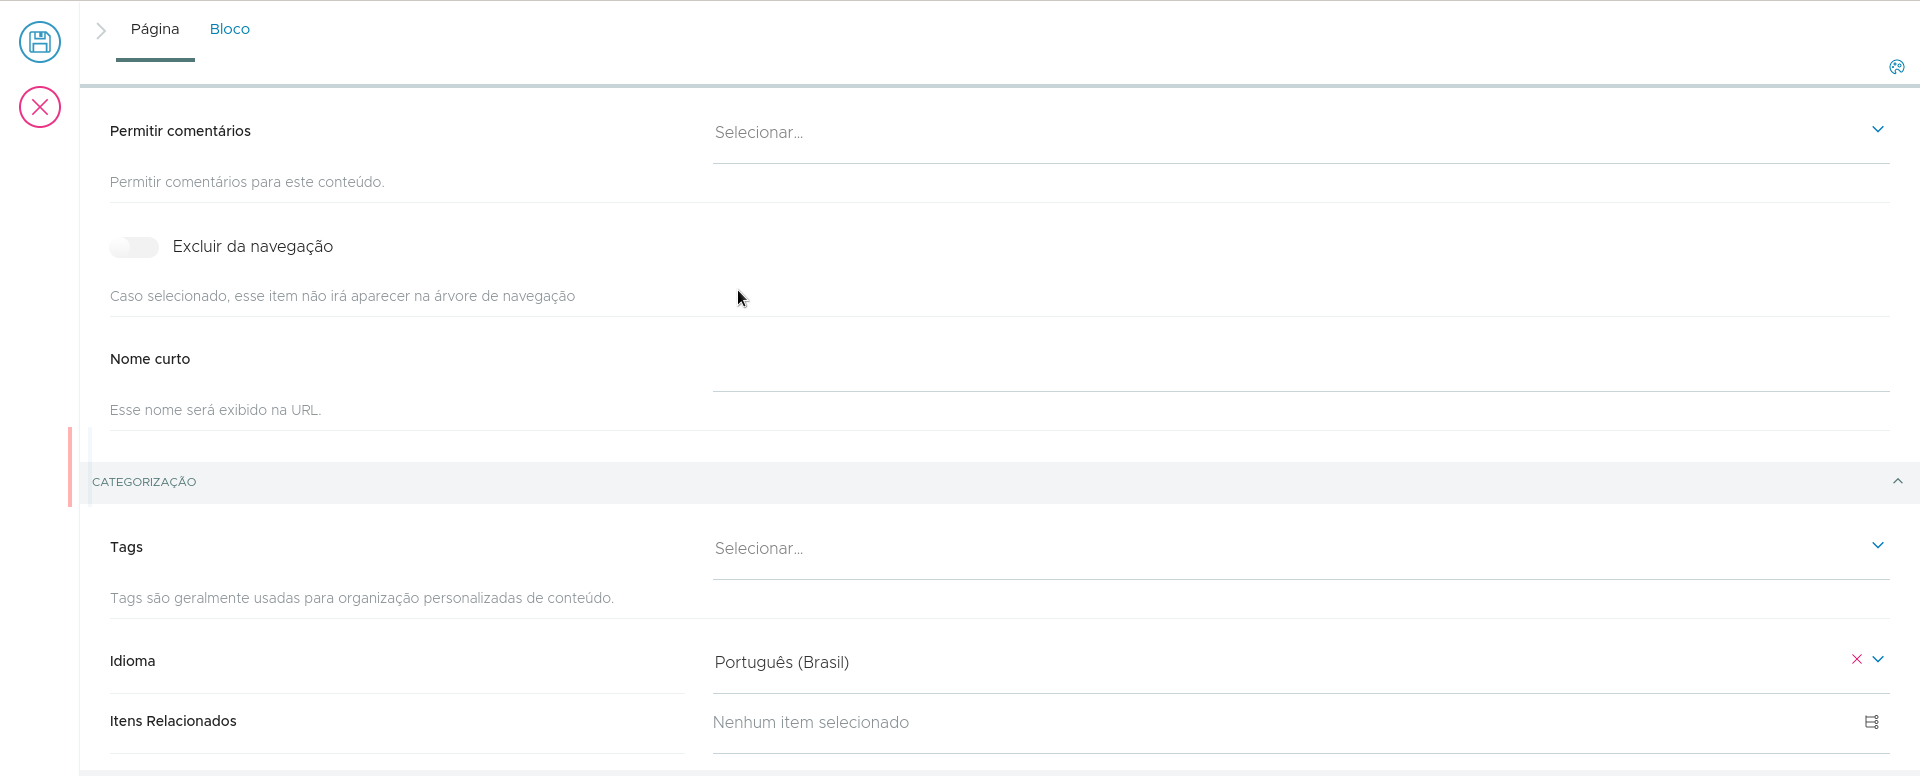 Página Bloco
Permitir comentários
Selecionar...
Permitir comentários para este conteúdo.
Excluir da navegação
Caso selecionado, esse item não irá aparecer na árvore de navegação
Nome curto
Esse nome será exibido na URL.
CATEGORIZAÇÃO
Tags
Selecionar...
Tags são geralmente usadas para organização personalizadas de conteúdo.
Idioma
Português (Brasil)
Itens Relacionados
Nenhum item selecionado